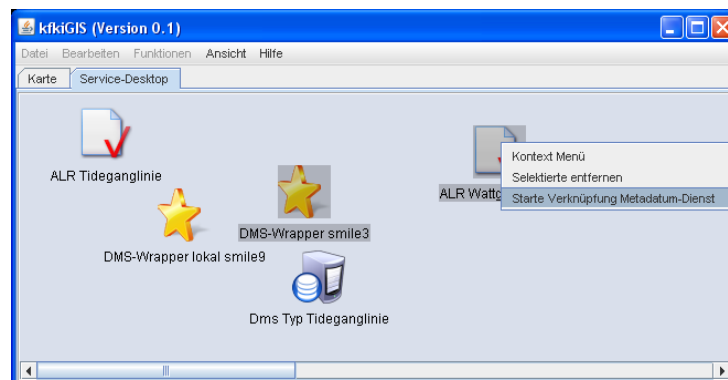 kfkiGIS (Version 0.1)
Datei Bearbeiten Funktionen Ansicht Hilfe
Karte Service-Desktop
ALR Tideganglinie
ALR
Kontext Menü
Selektierte entfernen
Starte Verknüpfung Metadatum-Dienst
DMS-Wrapper smile3
DMS-Wrapper lokal smile9
Dms Typ Tideganglinie